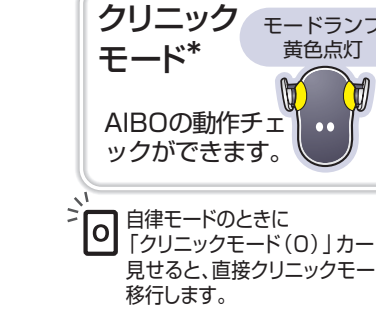 クリニック
モード*
モードランプ
黄色点灯
AIBOの動作チェ
ックができます。
O
自律モードのときに
「クリニックモード(O)」カー
見せると、直接クリニックモー
移行します。